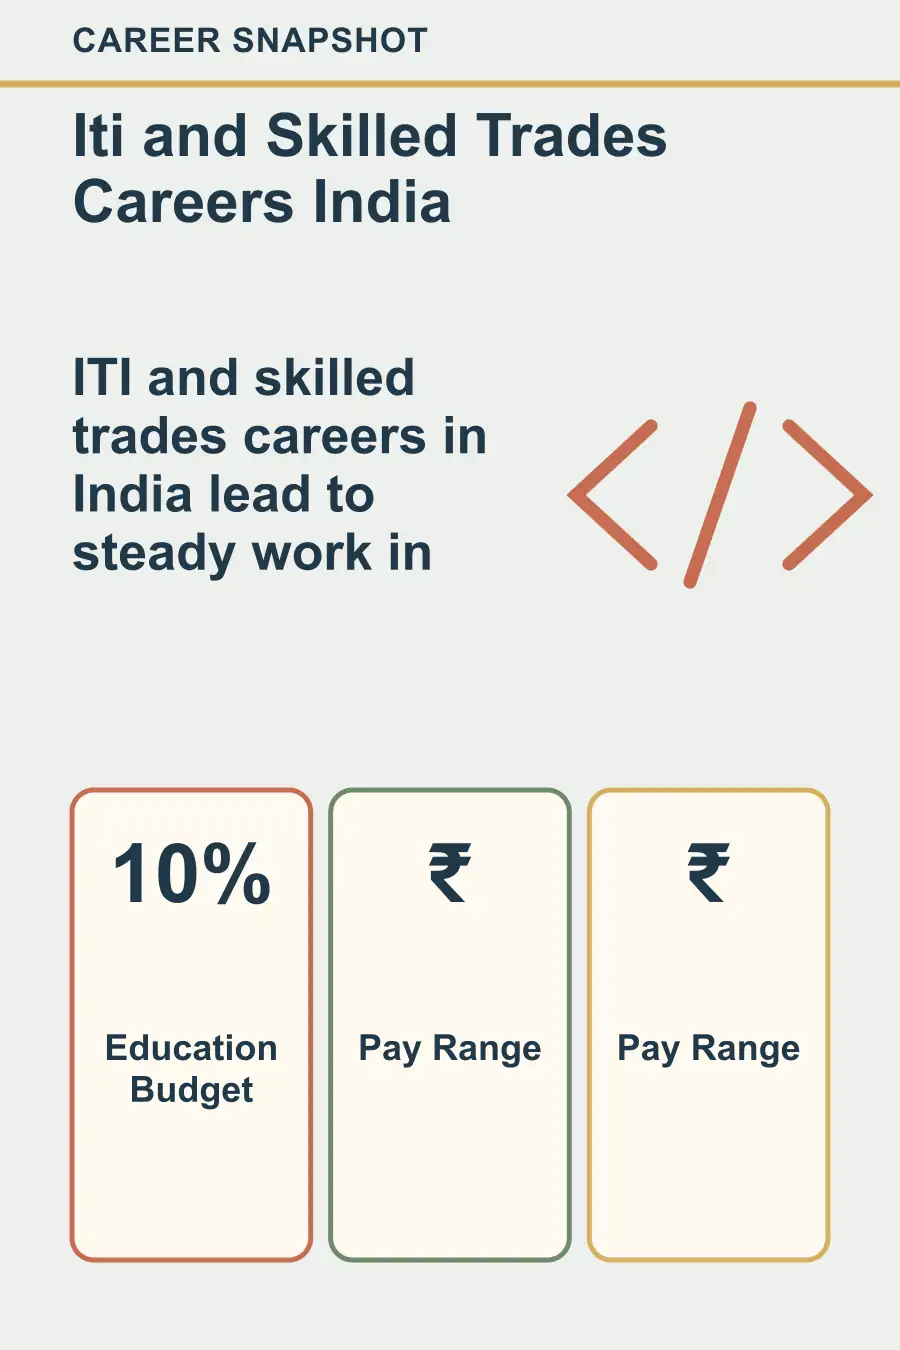 CAREER SNAPSHOT
Iti and Skilled Trades
Careers India
ITI and skilled
trades careers in
India lead to
steady work in
</>
10%
Education
Budget
₹
Pay Range
₹
Pay Range